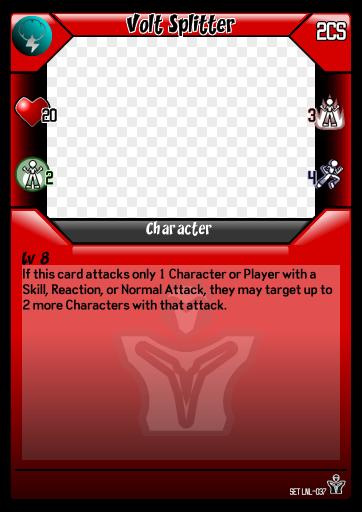 Volt Splitter
2CS
20
3
2
4
Character
Lv 8
If this card attacks only 1 Character or Player with a
Skill, Reaction, or Normal Attack, they may target up to
2 more Characters with that attack.
SET LNL-037